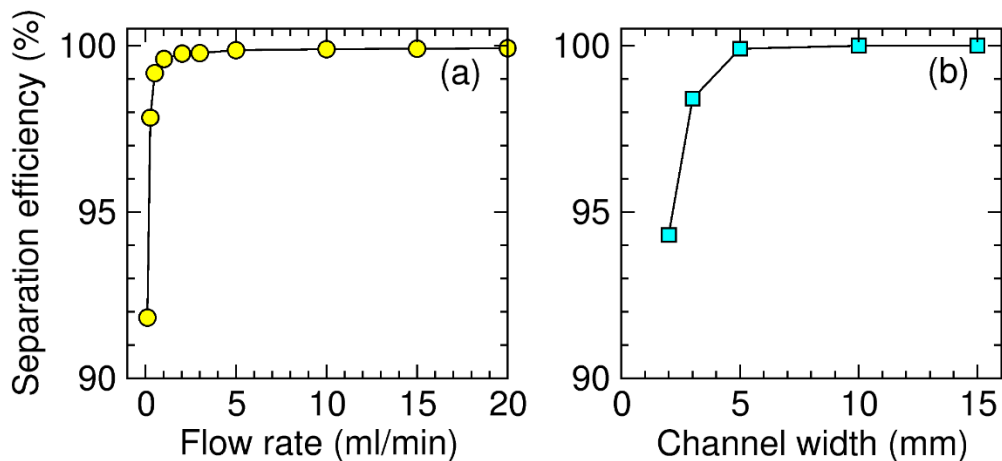 Separation efficiency (%)
100
95
90
(a)
0 5 10 15 20
Flow rate (ml/min)
100
95
90
(b)
0 5 10 15
Channel width (mm)